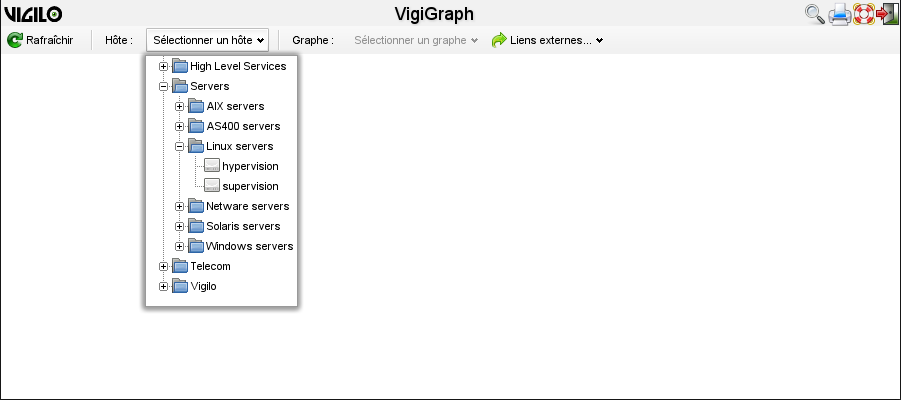 VIGILO VigiGraph
Rafraîchir Hôte : Sélectionner un hôte Graphe : Sélectionner un graphe Liens externes...
High Level Services
Servers
AIX servers
AS400 servers
Linux servers
hypervision
supervision
Netware servers
Solaris servers
Windows servers
Telecom
Vigilo